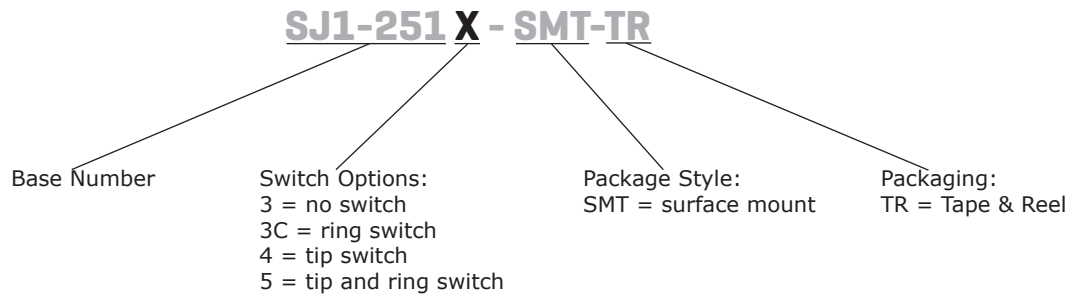 SJ1-251 X - SMT-TR
Base Number
Switch Options:
3 = no switch
3C = ring switch
4 = tip switch
5 = tip and ring switch
Package Style:
SMT = surface mount
Packaging:
TR = Tape & Reel